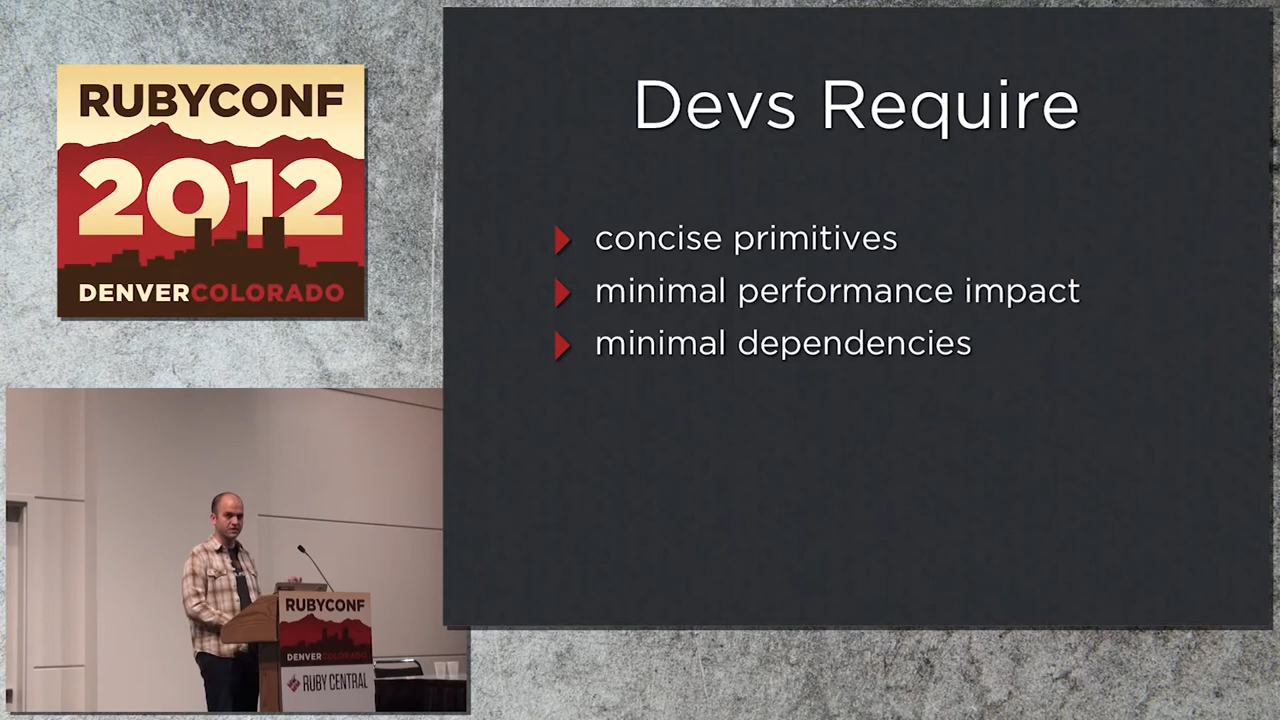 RUBYCONF
2012
DENVERCOLORADO
Devs Require
concise primitives
minimal performance impact
minimal dependencies
RUBYCONF
DENVERCOLORADO
RUBY CENTRAL